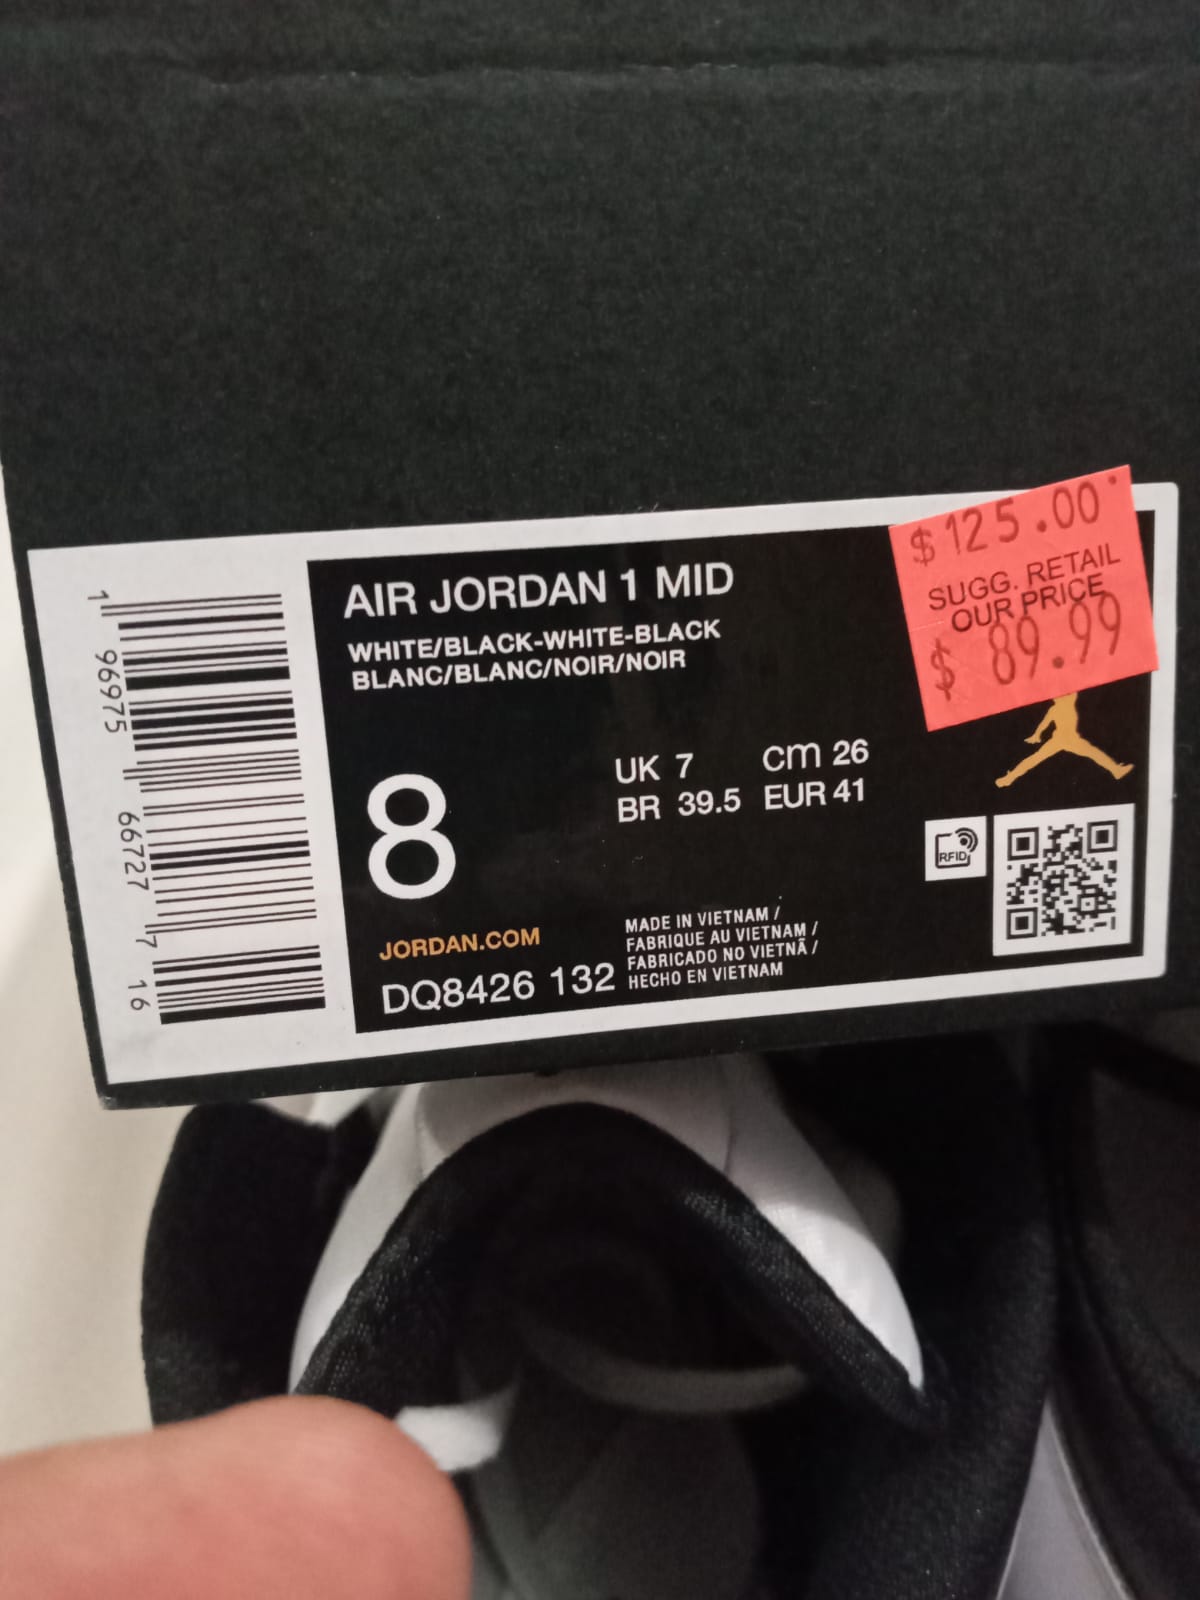 $ 125.00
SUGG. RETAIL
OUR PRICE
$ 89.99
AIR JORDAN 1 MID
WHITE/BLACK-WHITE-BLACK
BLANC/BLANC/NOIR/NOIR
8
UK 7 cm 26
BR 39.5 EUR 41
RFID
JORDAN.COM
DQ8426 132
MADE IN VIETNAM /
FABRIQUE AU VIETNAM /
FABRICADO NO VIETNÃ /
HECHO EN VIETNAM
1 96975 66727 7 16